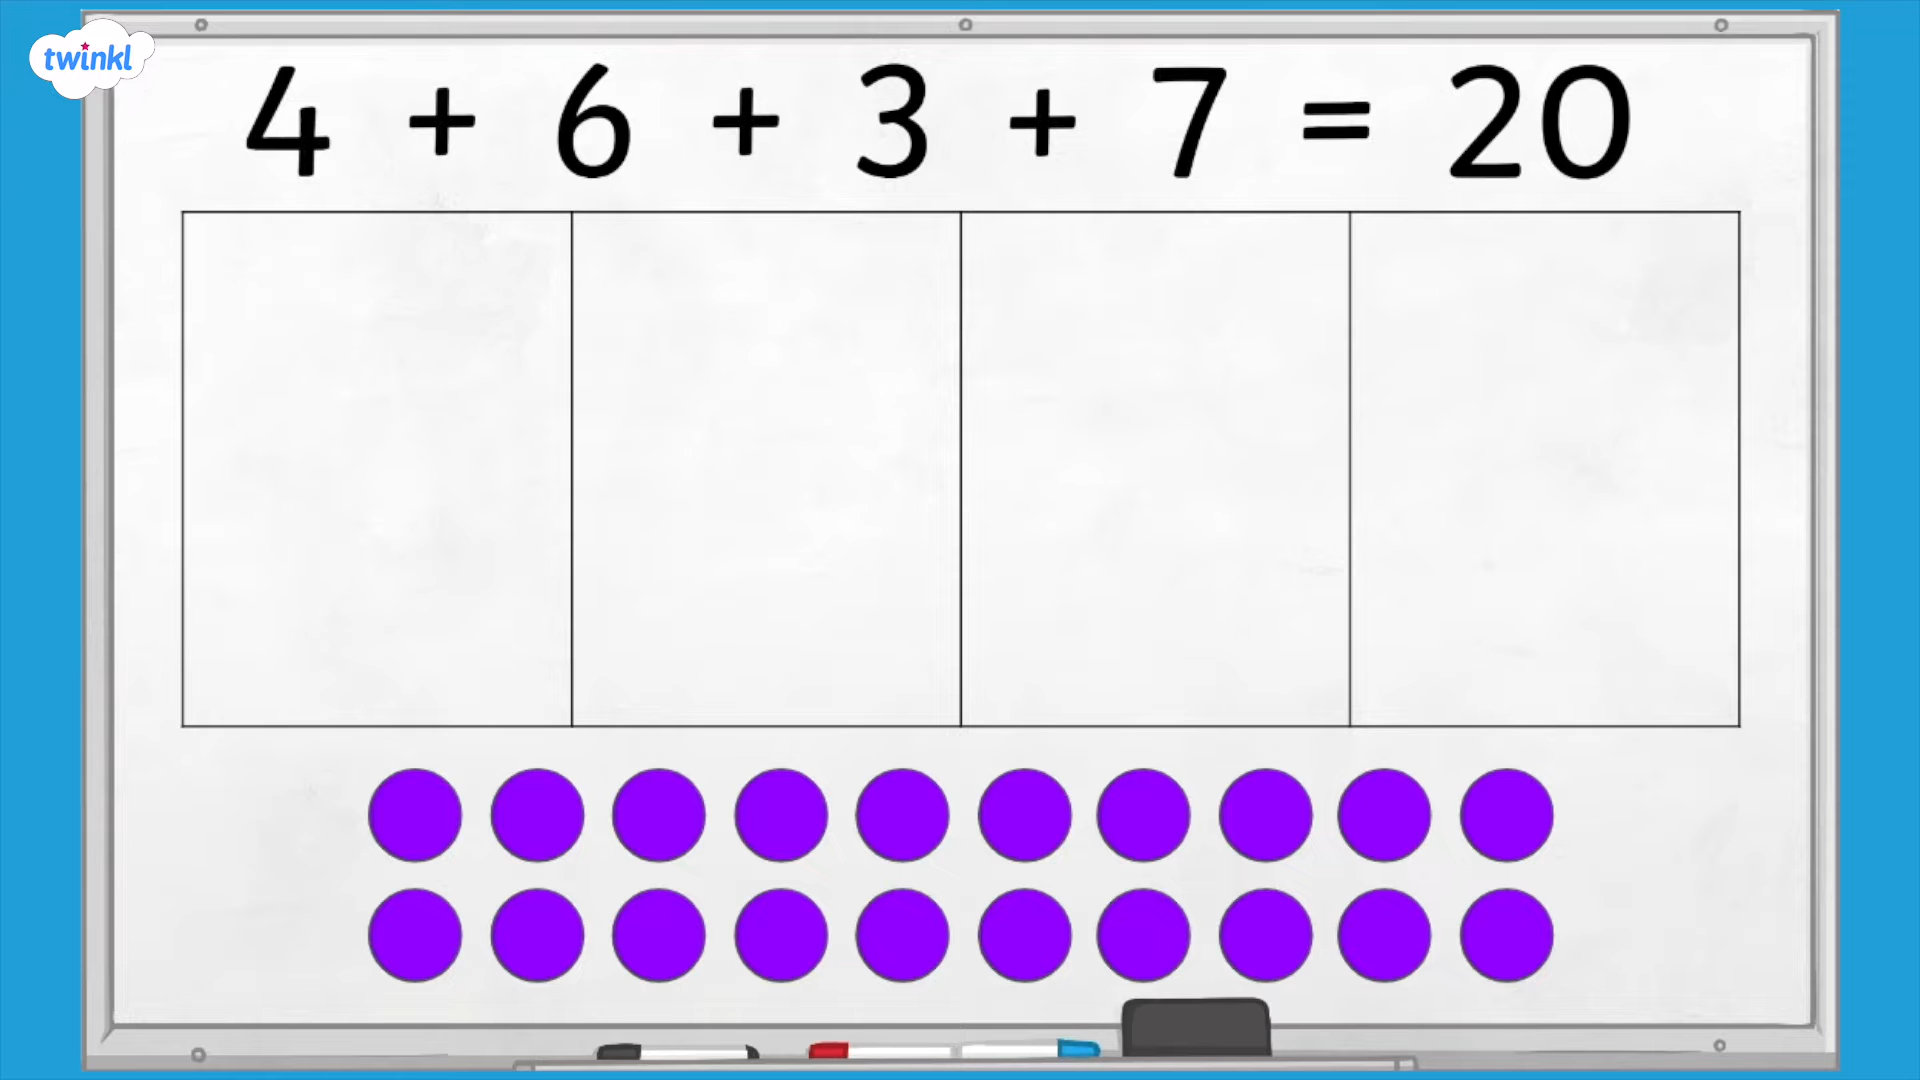 twinkl
4 + 6 + 3 + 7 = 20